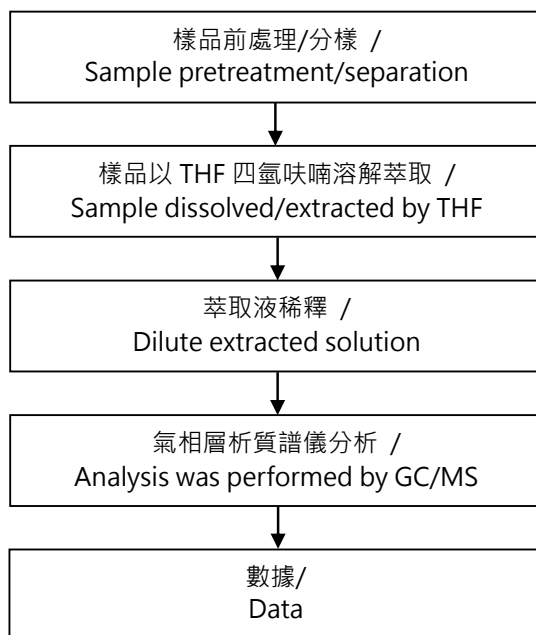 樣品前處理/分樣 /
Sample pretreatment/separation
樣品以 THF 四氫呋喃溶解萃取 /
Sample dissolved/extracted by THF
萃取液稀釋 /
Dilute extracted solution
氣相層析質譜儀分析 /
Analysis was performed by GC/MS
數據/
Data